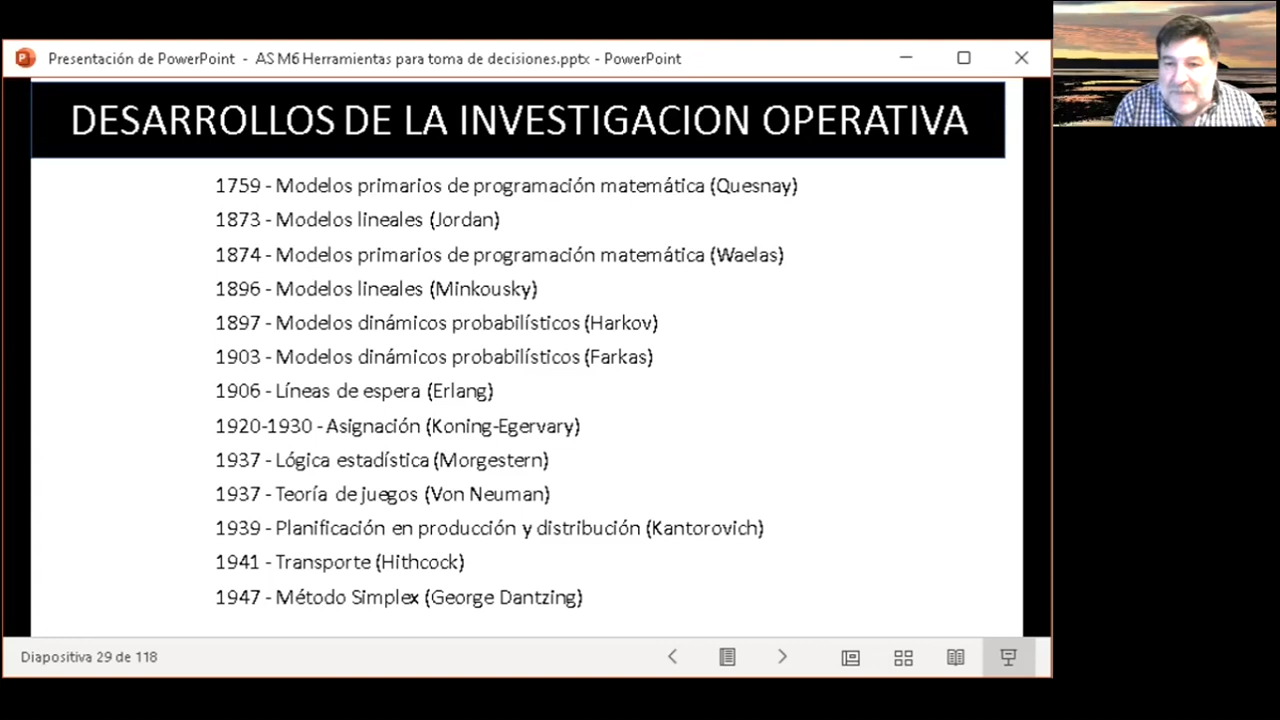 Presentación de PowerPoint - AS M6 Herramientas para toma de decisiones.pptx - PowerPoint
DESARROLLOS DE LA INVESTIGACION OPERATIVA
1759 - Modelos primarios de programación matemática (Quesnay)
1873 - Modelos lineales (Jordan)
1874 - Modelos primarios de programación matemática (Waelas)
1896 - Modelos lineales (Minkousky)
1897 - Modelos dinámicos probabilísticos (Harkov)
1903 - Modelos dinámicos probabilísticos (Farkas)
1906 - Líneas de espera (Erlang)
1920-1930 - Asignación (Koning-Egervary)
1937 - Lógica estadística (Morgestern)
1937 - Teoría de juegos (Von Neuman)
1939 - Planificación en producción y distribución (Kantorovich)
1941 - Transporte (Hithcock)
1947 - Método Simplex (George Dantzing)
Diapositiva 29 de 118